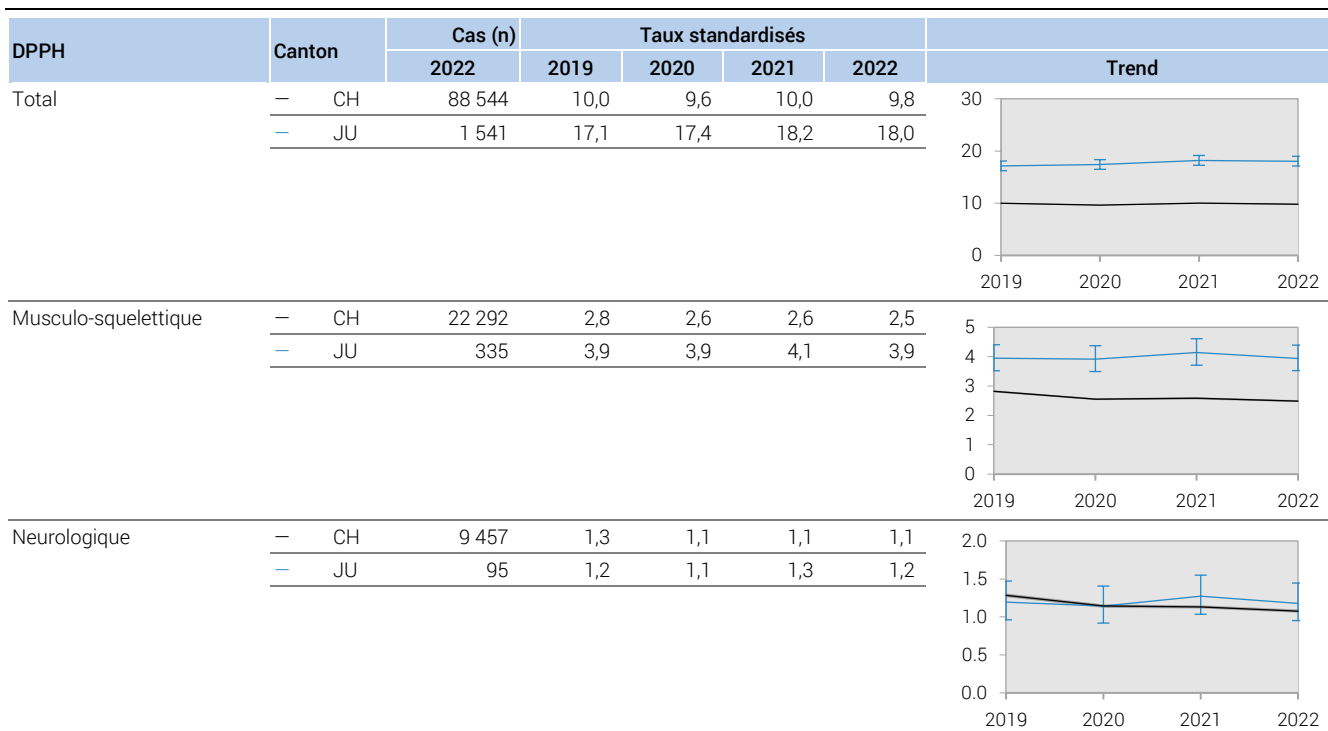 DPPH Canton Cas (n) Taux standardisés
2022 2019 2020 2021 2022 Trend
Total — CH 88 544 10,0 9,6 10,0 9,8
— JU 1 541 17,1 17,4 18,2 18,0
30
20
10
0
2019 2020 2021 2022
Musculo-squelettique — CH 22 292 2,8 2,6 2,6 2,5
— JU 335 3,9 3,9 4,1 3,9
5
4
3
2
1
0
2019 2020 2021 2022
Neurologique — CH 9 457 1,3 1,1 1,1 1,1
— JU 95 1,2 1,1 1,3 1,2
2.0
1.5
1.0
0.5
0.0
2019 2020 2021 2022